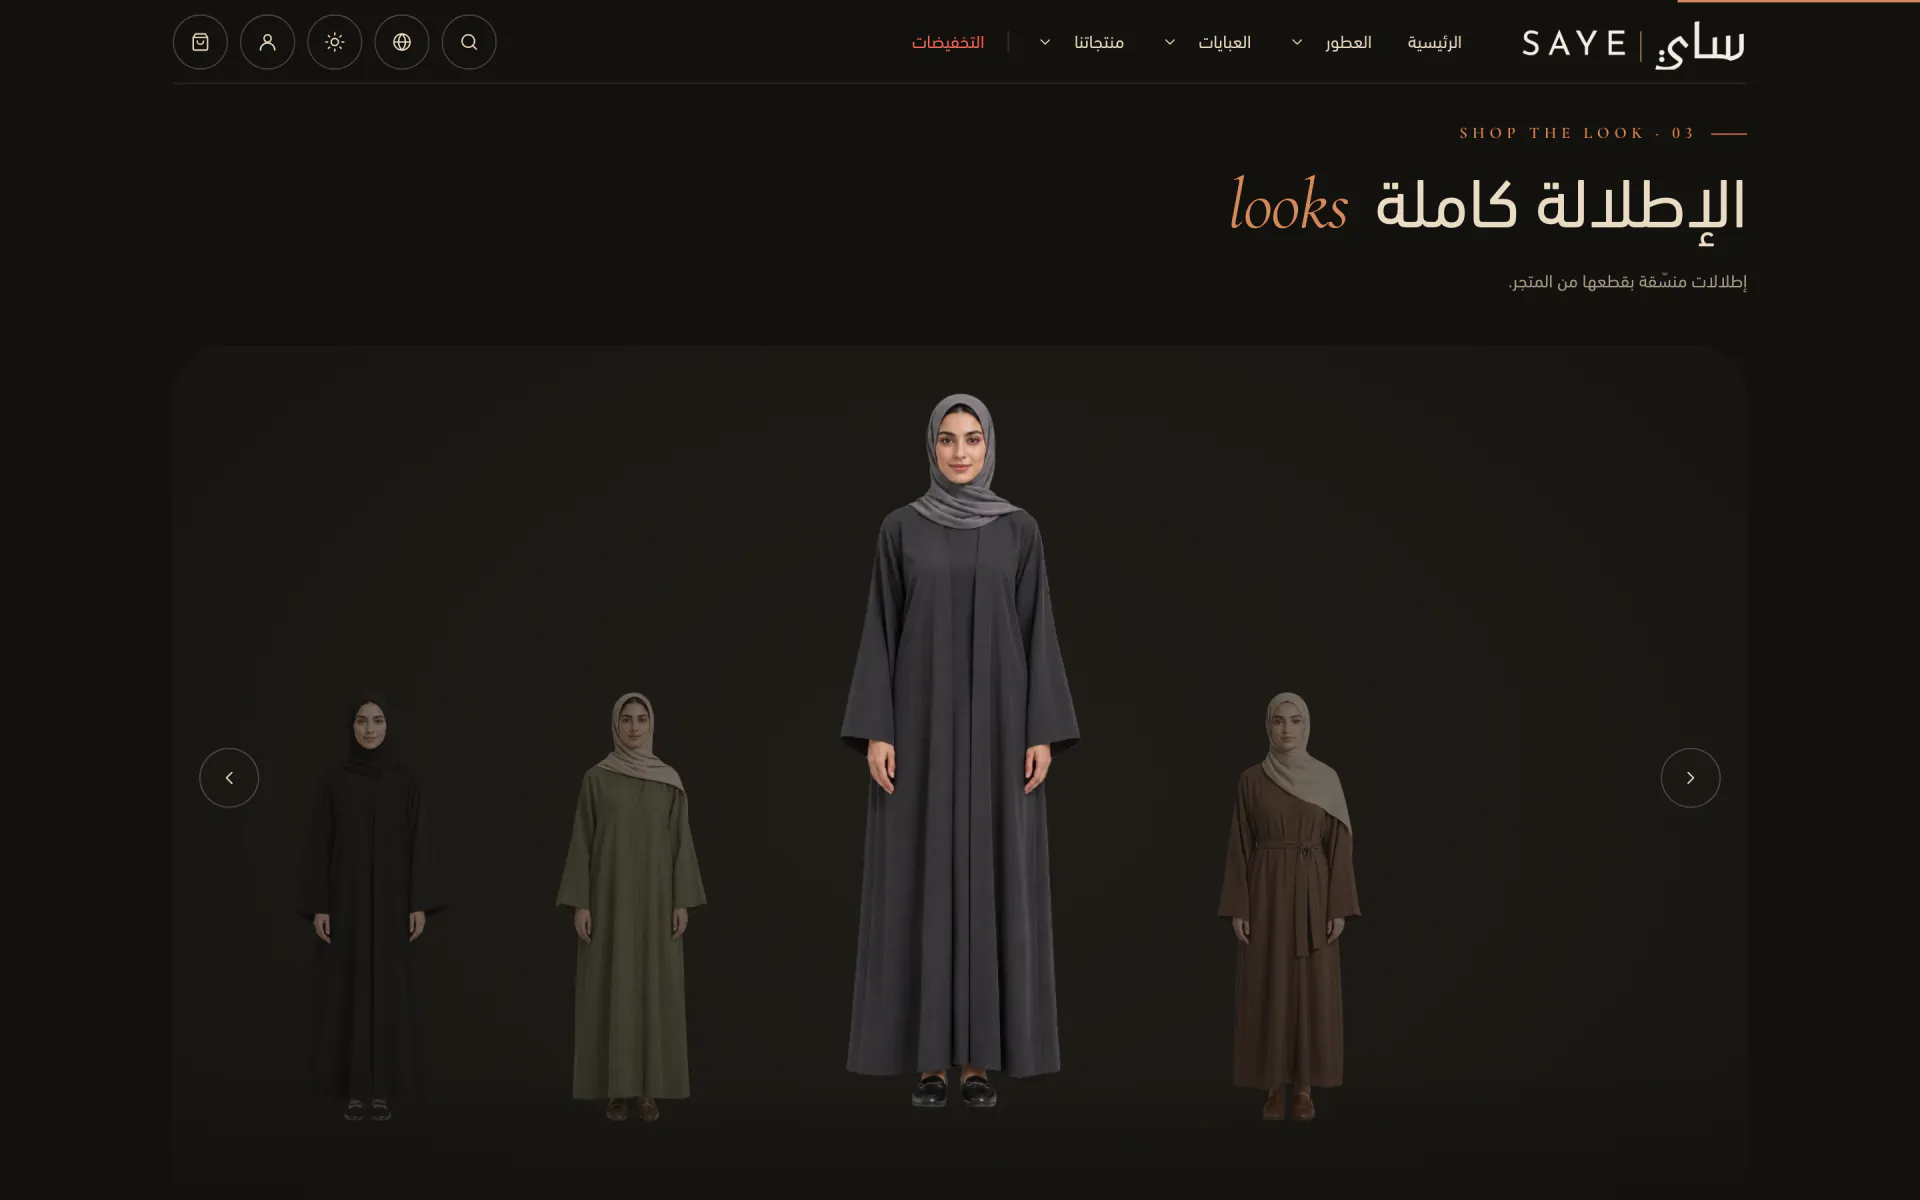 ساي | SAYE
الرئيسية
العطور
العبايات
منتجاتنا
التخفيضات
SHOP THE LOOK · 03
الإطلالة كاملة looks
إطلالات منسّقة بقطعها من المتجر.